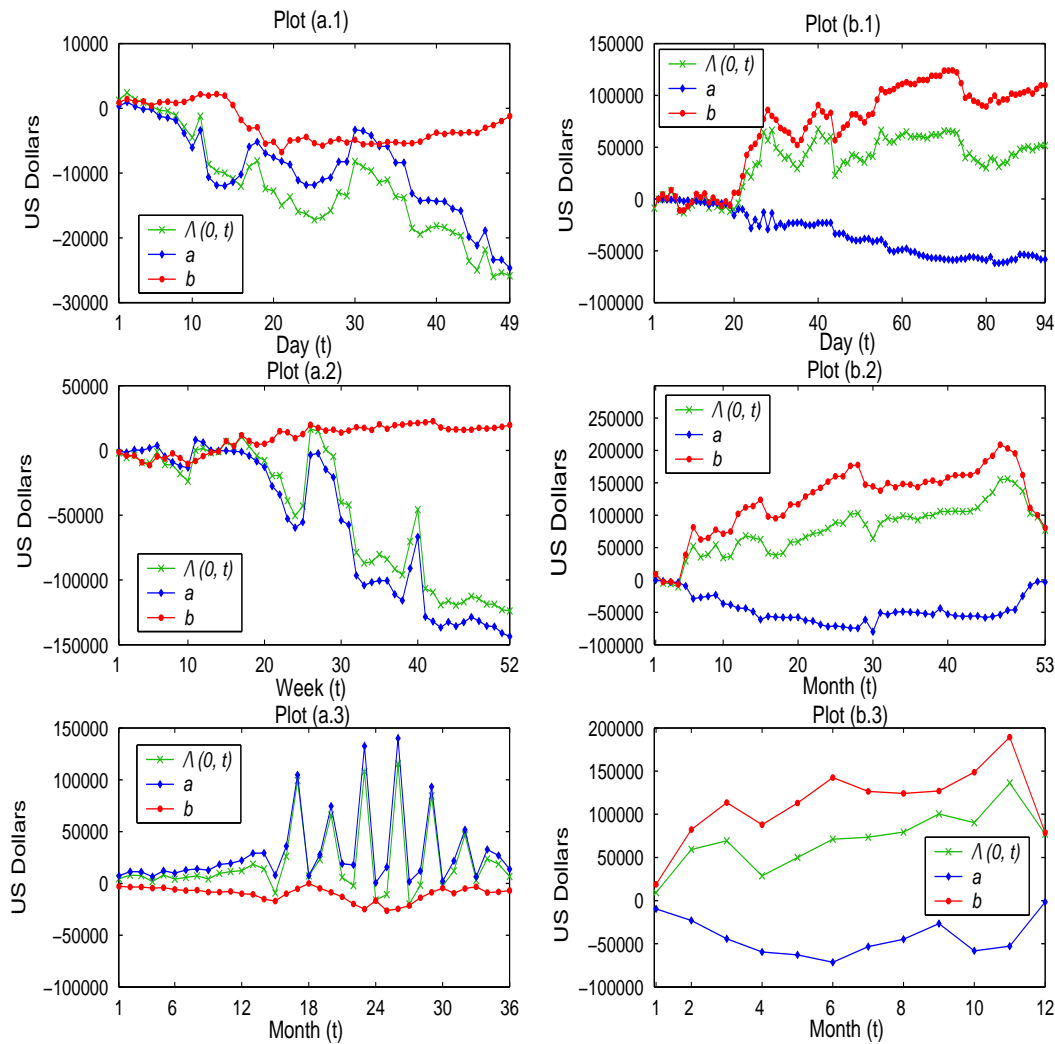 Plot (a.1)
US Dollars
10000
0
−10000
−20000
−30000
Λ (0, t)
a
b
1 10 20 30 40 49
Day (t)
Plot (b.1)
US Dollars
150000
100000
50000
0
−50000
−100000
Λ (0, t)
a
b
1 20 40 60 80 94
Day (t)
Plot (a.2)
US Dollars
50000
0
−50000
−100000
−150000
Λ (0, t)
a
b
1 10 20 30 40 52
Week (t)
Plot (b.2)
US Dollars
250000
200000
150000
100000
50000
0
−50000
−100000
Λ (0, t)
a
b
1 10 20 30 40 53
Month (t)
Plot (a.3)
US Dollars
150000
100000
50000
0
−50000
−100000
Λ (0, t)
a
b
1 6 12 18 24 30 36
Month (t)
Plot (b.3)
US Dollars
200000
150000
100000
50000
0
−50000
−100000
Λ (0, t)
a
b
1 2 4 6 8 10 12
Month (t)